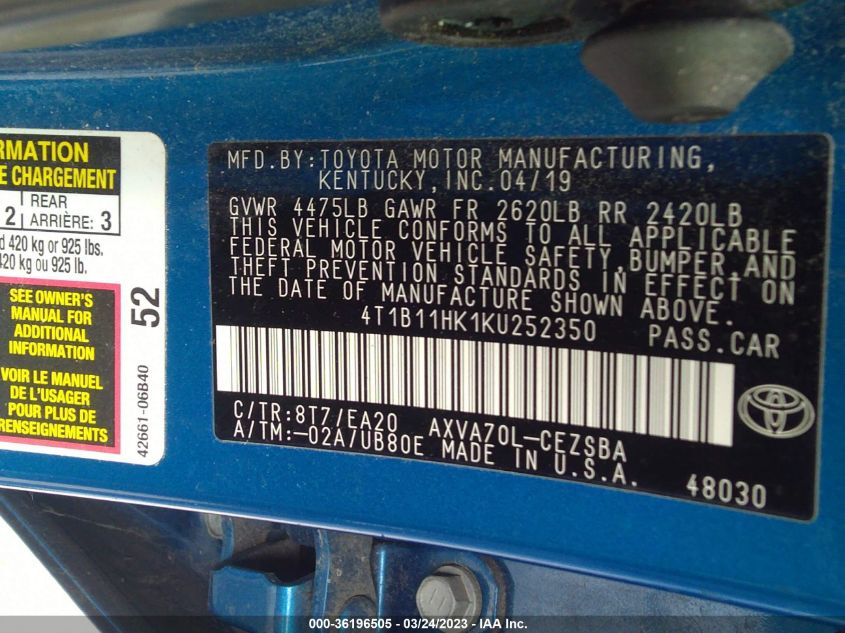 RMATION
E CHARGEMENT
2
REAR
ARRIÈRE: 3
d 420 kg or 925 lbs.
420 kg ou 925 lb.
SEE OWNER'S
MANUAL FOR
ADDITIONAL
INFORMATION
VOIR LE MANUEL
DE L'USAGER
POUR PLUS DE
RENSEIGNEMENTS
52
42661-06B40
MFD.BY:TOYOTA MOTOR MANUFACTURING,
KENTUCKY,INC.04/19
GVWR 4475LB GAWR FR 2620LB RR 2420LB
THIS VEHICLE CONFORMS TO ALL APPLICABLE
FEDERAL MOTOR VEHICLE SAFETY,BUMPER,AND
THEFT PREVENTION STANDARDS IN EFFECT ON
THE DATE OF MANUFACTURE SHOWN ABOVE.
4T1B11HK1KU252350 PASS.CAR
C/TR:8T7/EA20 AXVA70L-CEZSBA
A/TM:-02A/UB80E MADE IN U.S.A.
48030
000-36196505 - 03/24/2023 - IAA Inc.